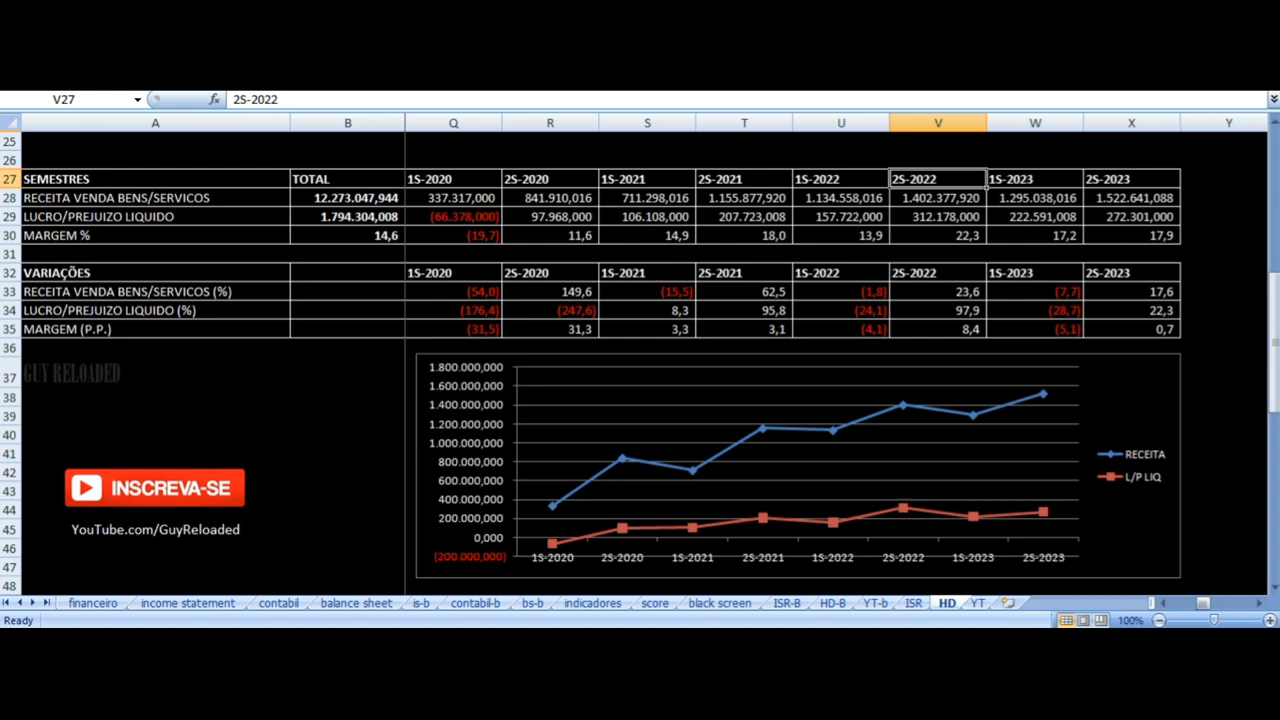 V27 fx 2S-2022
A B Q R S T U V W X Y
25
26
27 SEMESTRES TOTAL 1S-2020 2S-2020 1S-2021 2S-2021 1S-2022 2S-2022 1S-2023 2S-2023
28 RECEITA VENDA BENS/SERVICOS 12.273.047,944 337.317,000 841.910,016 711.298,016 1.155.877,920 1.134.558,016 1.402.377,920 1.295.038,016 1.522.641,088
29 LUCRO/PREJUIZO LIQUIDO 1.794.304,008 (66.378,000) 97.968,000 106.108,000 207.723,008 157.722,000 312.178,000 222.591,008 272.301,000
30 MARGEM % 14,6 (19,7) 11,6 14,9 18,0 13,9 22,3 17,2 17,9
31
32 VARIAÇÕES 1S-2020 2S-2020 1S-2021 2S-2021 1S-2022 2S-2022 1S-2023 2S-2023
33 RECEITA VENDA BENS/SERVICOS (%) (54,0) 149,6 (15,5) 62,5 (1,8) 23,6 (7,7) 17,6
34 LUCRO/PREJUIZO LIQUIDO (%) (176,4) (247,6) 8,3 95,8 (24,1) 97,9 (28,7) 22,3
35 MARGEM (P.P.) (31,5) 31,3 3,3 3,1 (4,1) 8,4 (5,1) 0,7
36
37 GUY RELOADED
38
39
40
41
42
43
44
45
46
47
48
INSCREVA-SE
YouTube.com/GuyReloaded
1.800.000,000
1.600.000,000
1.400.000,000
1.200.000,000
1.000.000,000
800.000,000
600.000,000
400.000,000
200.000,000
0,000
(200.000,000)
1S-2020 2S-2020 1S-2021 2S-2021 1S-2022 2S-2022 1S-2023 2S-2023
RECEITA
L/P LIQ
financeiro income statement contabil balance sheet is-b contabil-b bs-b indicadores score black screen ISR-B HD-B YT-b ISR HD YT
Ready 100%